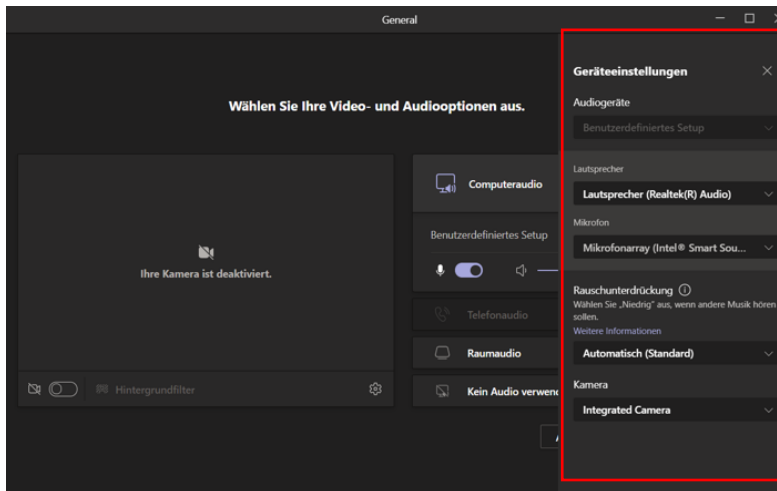 General
Wählen Sie Ihre Video- und Audiooptionen aus.
Ihre Kamera ist deaktiviert.
Hintergrundfilter
Computeraudio
Benutzerdefiniertes Setup
Telefonaudio
Raumaudio
Kein Audio
Geräteeinstellungen
Audiogeräte
Benutzerdefiniertes Setup
Lautsprecher
Lautsprecher (Realtek(R) Audio)
Mikrofon
Mikrofonarray (Intel® Smart Sou...
Rauschunterdrückung
Wählen Sie „Niedrig" aus, wenn andere Musik hören
sollen.
Weitere Informationen
Automatisch (Standard)
Kamera
Integrated Camera